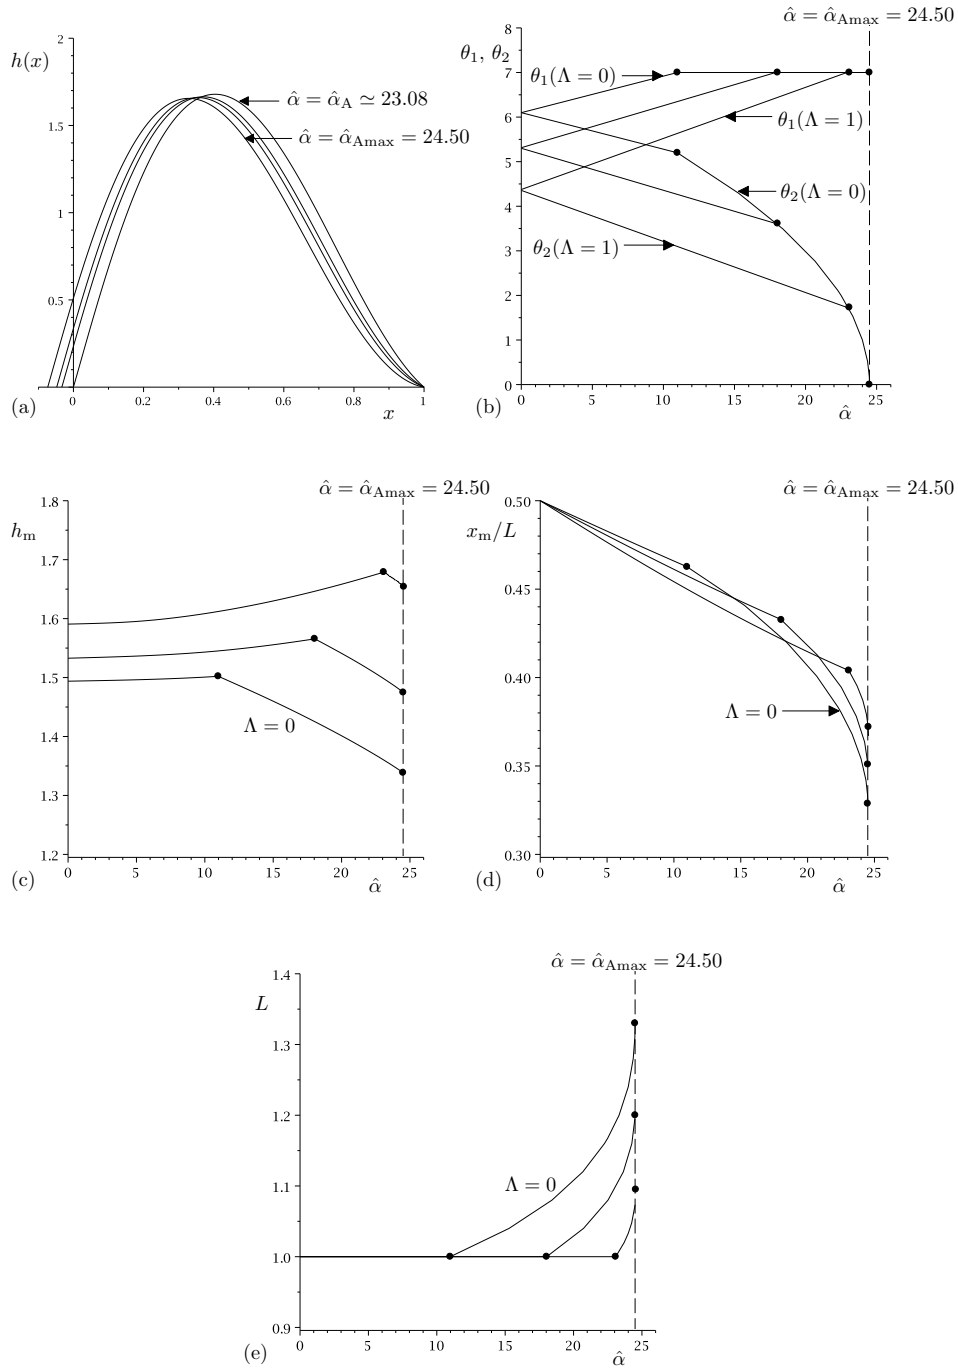 α̂ = α̂_Amax = 24.50
2
h(x)
1.5
1
0.5
0
0.2
0.4
0.6
0.8
1
x
α̂ = α̂_A ≃ 23.08
α̂ = α̂_Amax = 24.50
(a)
θ₁, θ₂
8
7
6
5
4
3
2
1
0
0
5
10
15
20
25
α̂
θ₁(Λ = 0)
θ₁(Λ = 1)
θ₂(Λ = 0)
θ₂(Λ = 1)
(b)
α̂ = α̂_Amax = 24.50
h_m
1.8
1.7
1.6
1.5
1.4
1.3
1.2
Λ = 0
0
5
10
15
20
25
α̂
(c)
α̂ = α̂_Amax = 24.50
x_m/L
0.50
0.45
0.40
0.35
0.30
Λ = 0
0
5
10
15
20
25
α̂
(d)
α̂ = α̂_Amax = 24.50
L
1.4
1.3
1.2
1.1
1.0
0.9
Λ = 0
0
5
10
15
20
25
α̂
(e)